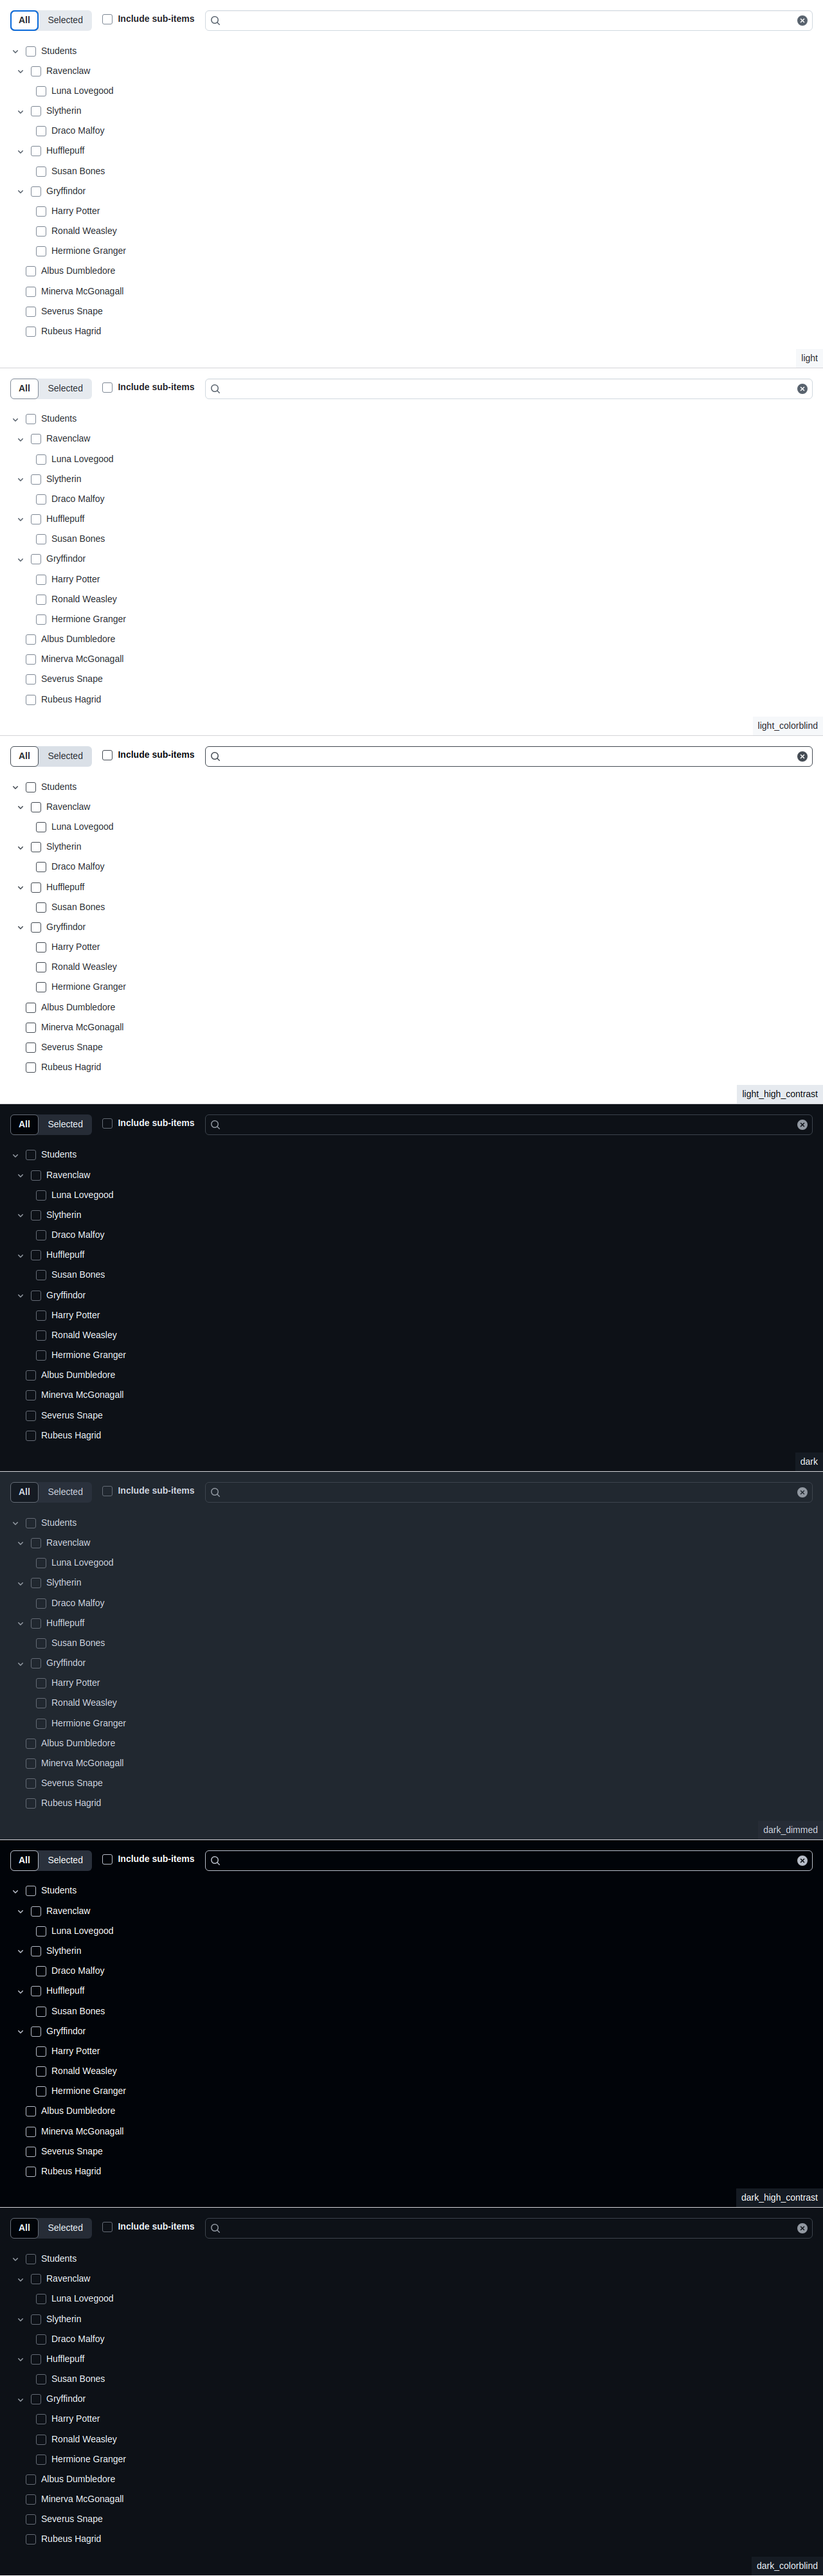 All Selected Include sub-items
Students
Ravenclaw
Luna Lovegood
Slytherin
Draco Malfoy
Hufflepuff
Susan Bones
Gryffindor
Harry Potter
Ronald Weasley
Hermione Granger
Albus Dumbledore
Minerva McGonagall
Severus Snape
Rubeus Hagrid
light
All Selected Include sub-items
Students
Ravenclaw
Luna Lovegood
Slytherin
Draco Malfoy
Hufflepuff
Susan Bones
Gryffindor
Harry Potter
Ronald Weasley
Hermione Granger
Albus Dumbledore
Minerva McGonagall
Severus Snape
Rubeus Hagrid
light_colorblind
All Selected Include sub-items
Students
Ravenclaw
Luna Lovegood
Slytherin
Draco Malfoy
Hufflepuff
Susan Bones
Gryffindor
Harry Potter
Ronald Weasley
Hermione Granger
Albus Dumbledore
Minerva McGonagall
Severus Snape
Rubeus Hagrid
light_high_contrast
All Selected Include sub-items
Students
Ravenclaw
Luna Lovegood
Slytherin
Draco Malfoy
Hufflepuff
Susan Bones
Gryffindor
Harry Potter
Ronald Weasley
Hermione Granger
Albus Dumbledore
Minerva McGonagall
Severus Snape
Rubeus Hagrid
dark
All Selected Include sub-items
Students
Ravenclaw
Luna Lovegood
Slytherin
Draco Malfoy
Hufflepuff
Susan Bones
Gryffindor
Harry Potter
Ronald Weasley
Hermione Granger
Albus Dumbledore
Minerva McGonagall
Severus Snape
Rubeus Hagrid
dark_dimmed
All Selected Include sub-items
Students
Ravenclaw
Luna Lovegood
Slytherin
Draco Malfoy
Hufflepuff
Susan Bones
Gryffindor
Harry Potter
Ronald Weasley
Hermione Granger
Albus Dumbledore
Minerva McGonagall
Severus Snape
Rubeus Hagrid
dark_high_contrast
All Selected Include sub-items
Students
Ravenclaw
Luna Lovegood
Slytherin
Draco Malfoy
Hufflepuff
Susan Bones
Gryffindor
Harry Potter
Ronald Weasley
Hermione Granger
Albus Dumbledore
Minerva McGonagall
Severus Snape
Rubeus Hagrid
dark_colorblind